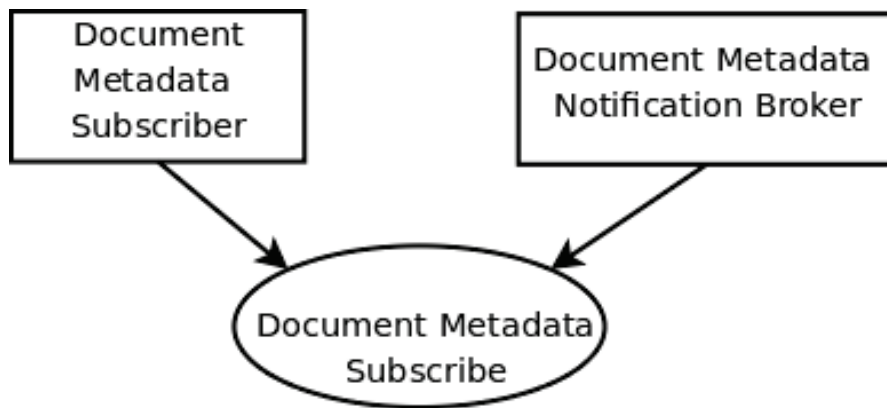 Document
Metadata
Subscriber
Document Metadata
Notification Broker
Document Metadata
Subscribe